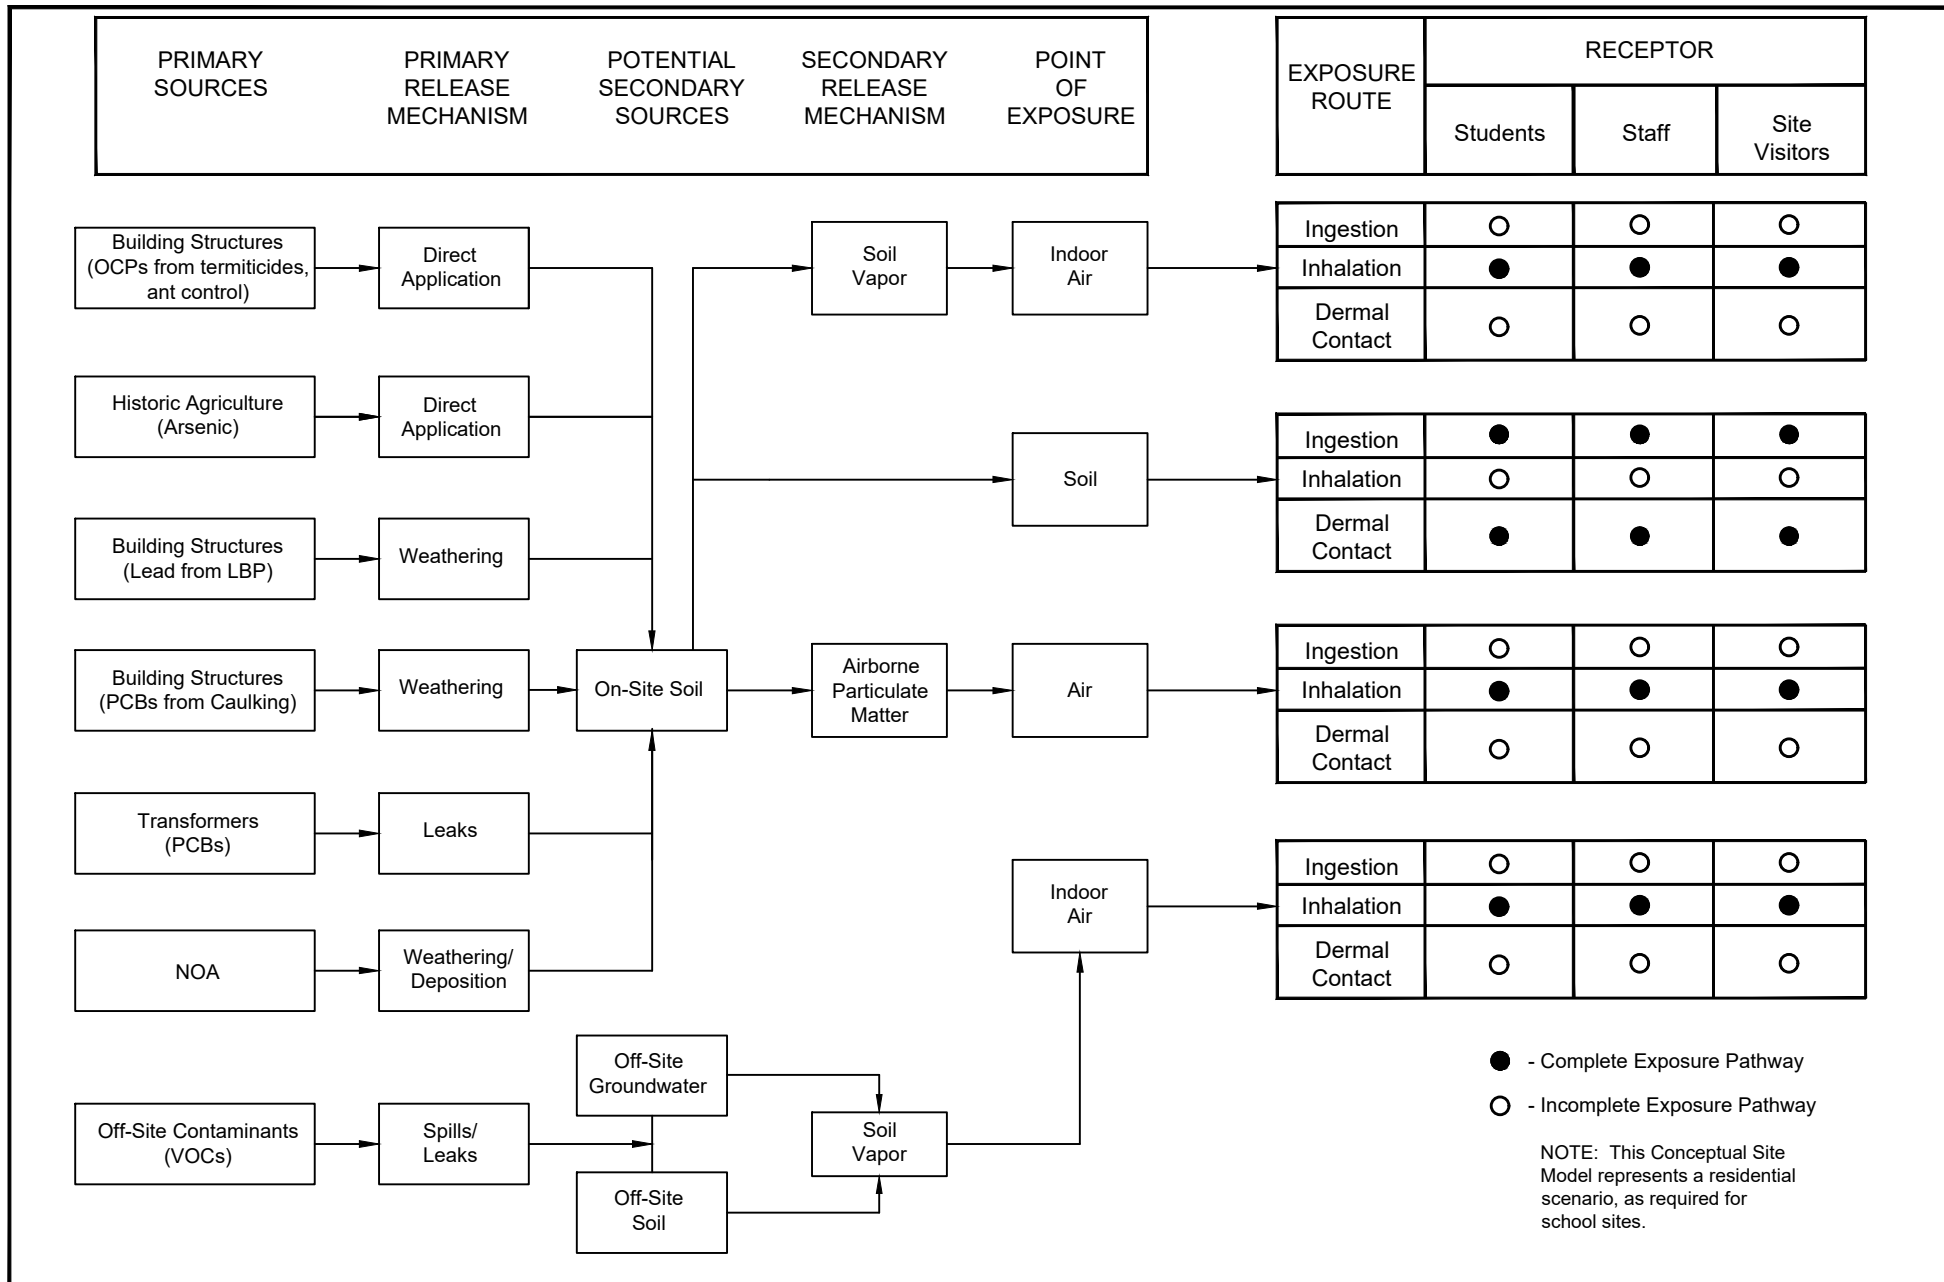 PRIMARY
SOURCES
PRIMARY
RELEASE
MECHANISM
POTENTIAL
SECONDARY
SOURCES
SECONDARY
RELEASE
MECHANISM
POINT
OF
EXPOSURE
EXPOSURE
ROUTE
RECEPTOR
Students
Staff
Site
Visitors
Building Structures
(OCPs from termiticides,
ant control)
Direct
Application
Soil
Vapor
Indoor
Air
Ingestion
Inhalation
Dermal
Contact
Historic Agriculture
(Arsenic)
Direct
Application
Soil
Ingestion
Inhalation
Dermal
Contact
Building Structures
(Lead from LBP)
Weathering
Building Structures
(PCBs from Caulking)
Weathering
On-Site Soil
Airborne
Particulate
Matter
Air
Ingestion
Inhalation
Dermal
Contact
Transformers
(PCBs)
Leaks
Indoor
Air
Ingestion
Inhalation
Dermal
Contact
NOA
Weathering/
Deposition
Off-Site
Groundwater
Off-Site Contaminants
(VOCs)
Spills/
Leaks
Soil
Vapor
Off-Site
Soil
- Complete Exposure Pathway
- Incomplete Exposure Pathway
NOTE: This Conceptual Site
Model represents a residential
scenario, as required for
school sites.